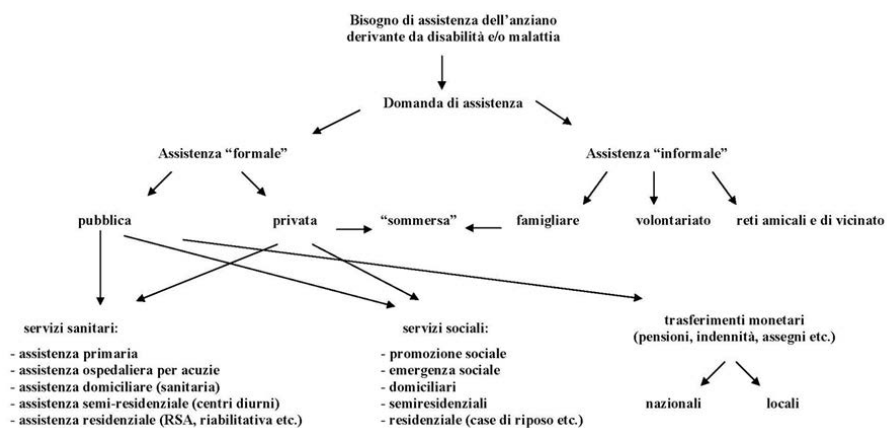 Bisogno di assistenza dell'anziano
derivante da disabilità e/o malattia
Domanda di assistenza
Assistenza “formale”
Assistenza “informale”
pubblica
privata
“sommersa”
famigliare
volontariato
reti amicali e di vicinato
servizi sanitari:
- assistenza primaria
- assistenza ospedaliera per acuzie
- assistenza domiciliare (sanitaria)
- assistenza semi-residenziale (centri diurni)
- assistenza residenziale (RSA, riabilitativa etc.)
servizi sociali:
- promozione sociale
- emergenza sociale
- domiciliari
- semiresidenziali
- residenziale (case di riposo etc.)
trasferimenti monetari
(pensioni, indennità, assegni etc.)
nazionali
locali